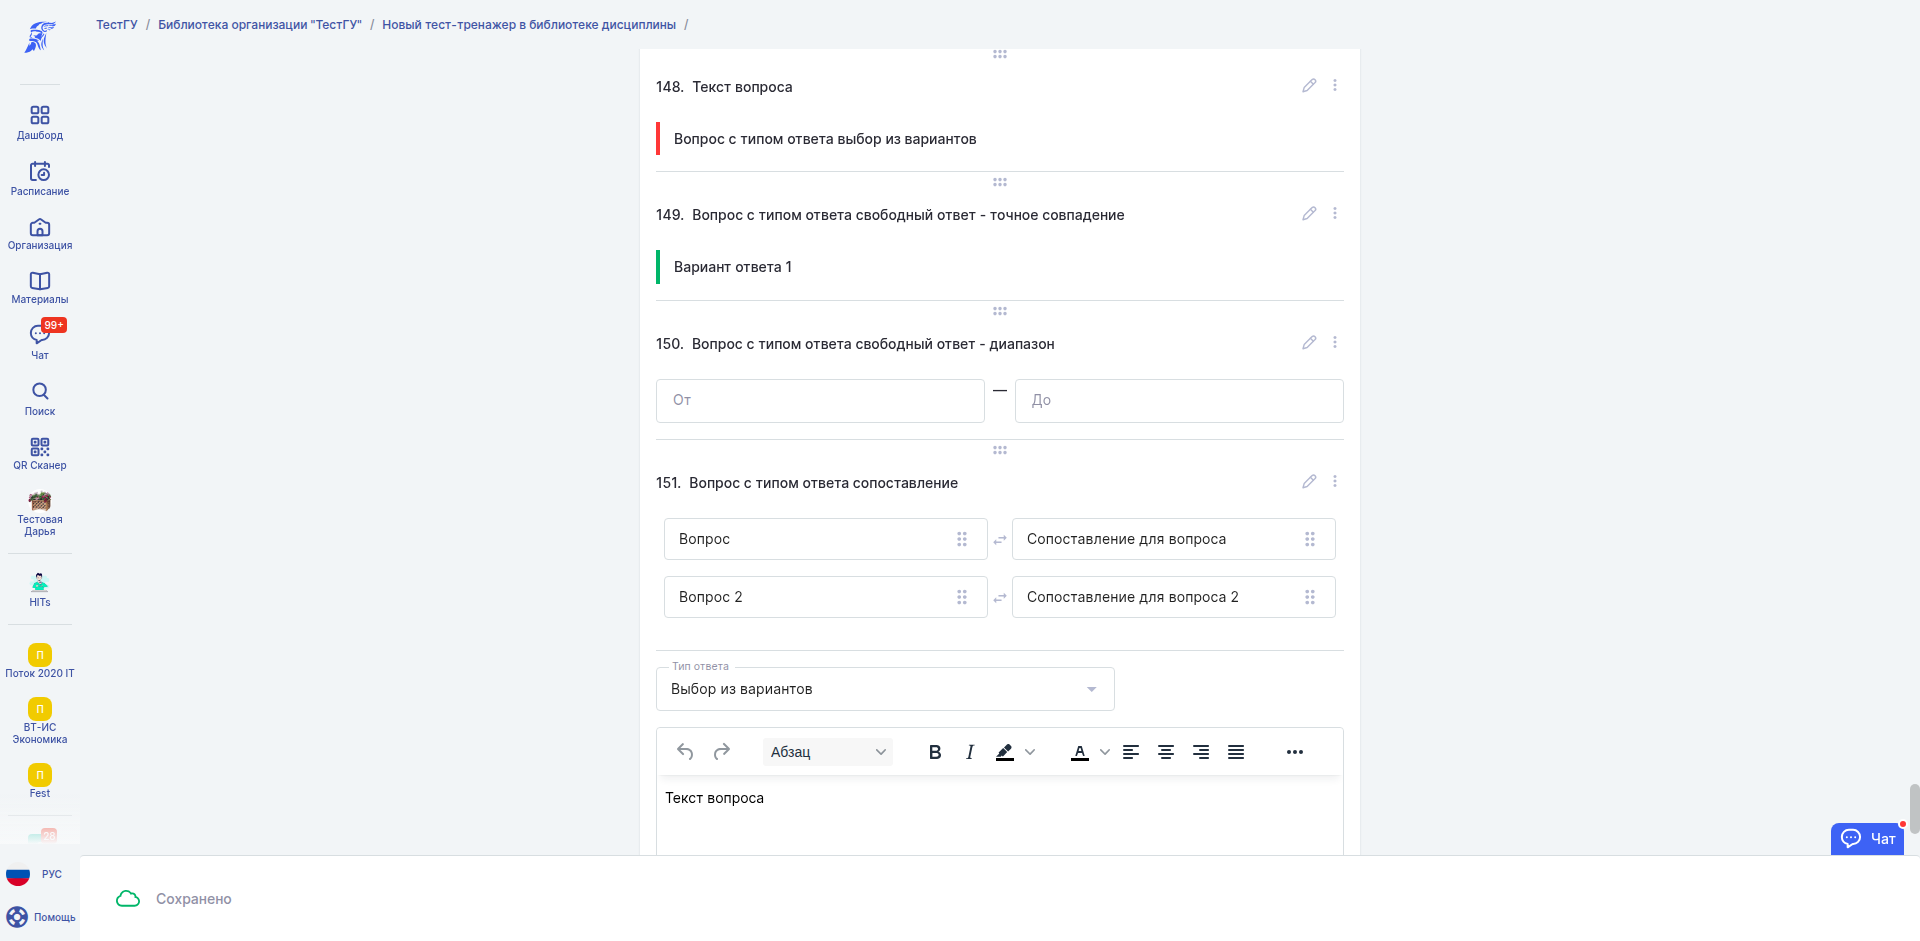 ТестГУ / Библиотека организации "ТестГУ" / Новый тест-тренажер в библиотеке дисциплины /
Дашборд
Расписание
Организация
Материалы
99+
Чат
Поиск
QR Сканер
Тестовая
Дарья
HITs
П
Поток 2020 IT
П
ВТ-ИС
Экономика
П
Fest
28
РУС
Помощь
148. Текст вопроса
Вопрос с типом ответа выбор из вариантов
149. Вопрос с типом ответа свободный ответ - точное совпадение
Вариант ответа 1
150. Вопрос с типом ответа свободный ответ - диапазон
От — До
151. Вопрос с типом ответа сопоставление
Вопрос Сопоставление для вопроса
Вопрос 2 Сопоставление для вопроса 2
Тип ответа
Выбор из вариантов
Абзац B I A
Текст вопроса
Чат
Сохранено